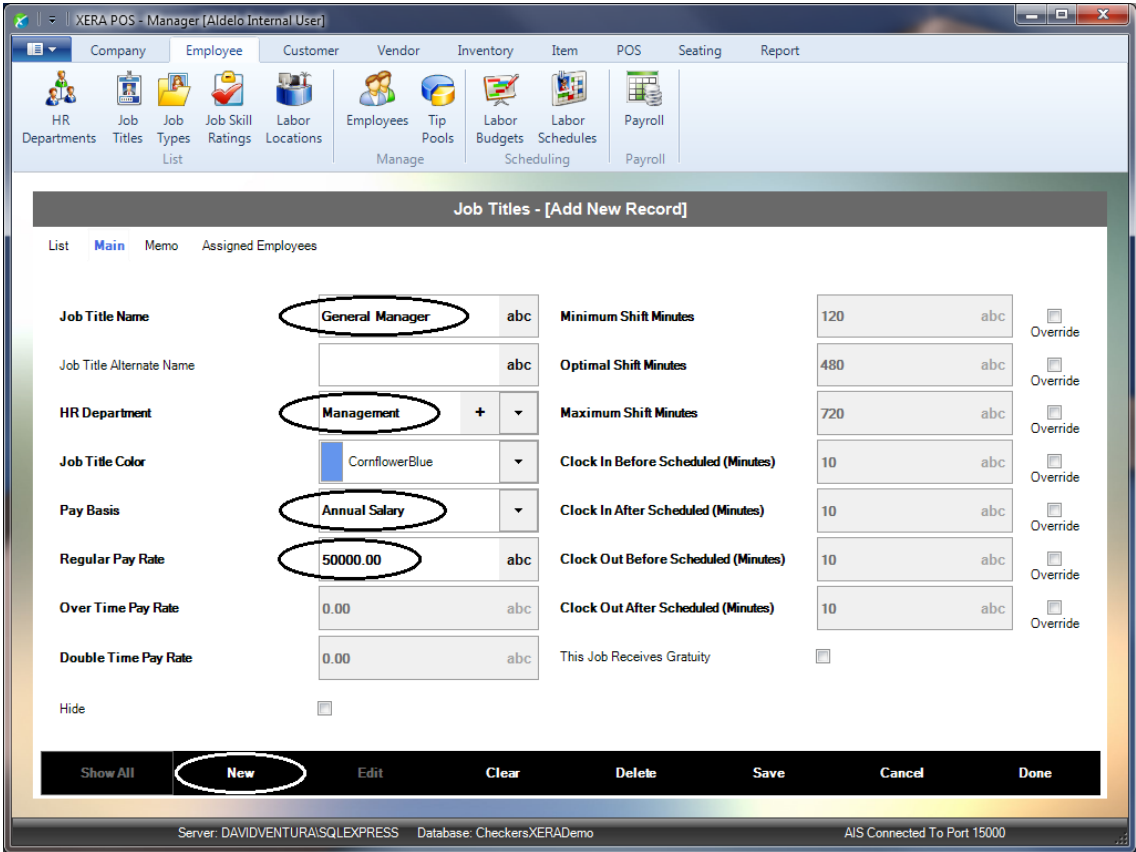 XERA POS - Manager [Aldelo Internal User]
Company Employee Customer Vendor Inventory Item POS Seating Report
HR Departments
Job Titles
Job Types
Job Skill Ratings
Labor Locations
Employees
Tip Pools
Labor Budgets
Labor Schedules
Payroll
List Manage Scheduling Payroll
Job Titles - [Add New Record]
List Main Memo Assigned Employees
Job Title Name General Manager abc Minimum Shift Minutes 120 abc Override
Job Title Alternate Name abc Optimal Shift Minutes 480 abc Override
HR Department Management + Maximum Shift Minutes 720 abc Override
Job Title Color CornflowerBlue Clock In Before Scheduled (Minutes) 10 abc Override
Pay Basis Annual Salary Clock In After Scheduled (Minutes) 10 abc Override
Regular Pay Rate 50000.00 abc Clock Out Before Scheduled (Minutes) 10 abc Override
Over Time Pay Rate 0.00 abc Clock Out After Scheduled (Minutes) 10 abc Override
Double Time Pay Rate 0.00 abc This Job Receives Gratuity
Hide
Show All New Edit Clear Delete Save Cancel Done
Server: DAVIDVENTURA\SQLEXPRESS Database: CheckersXERADemo AIS Connected To Port 15000